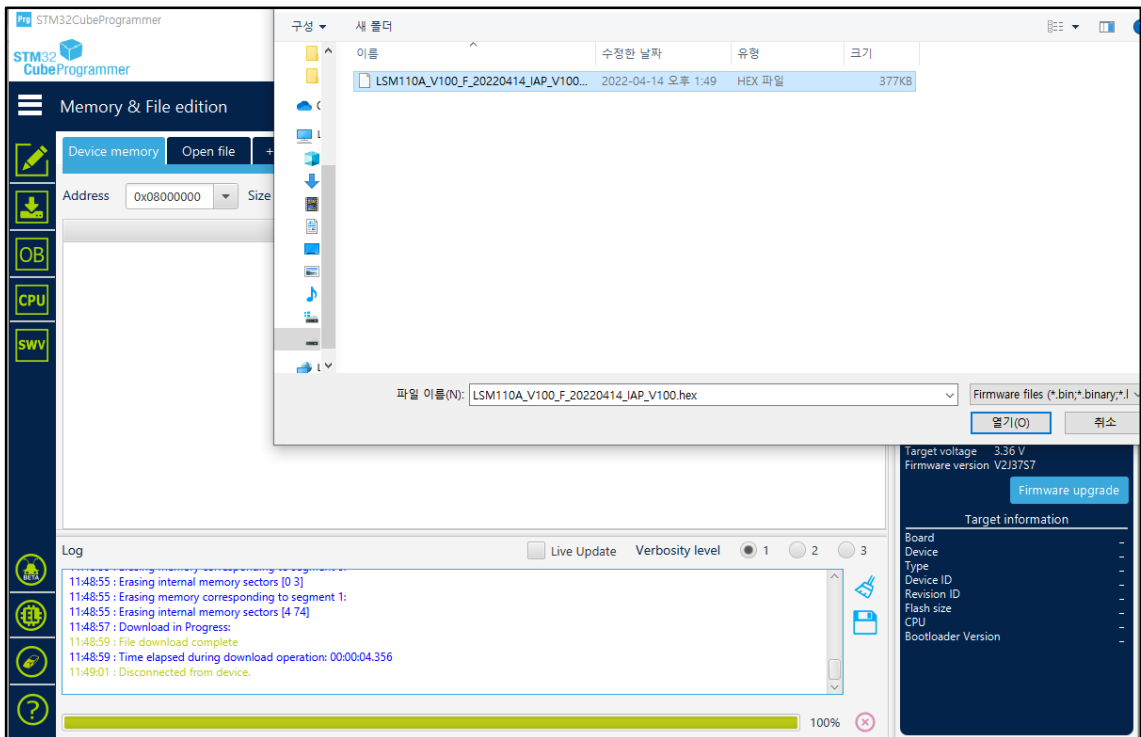 Prg STM32CubeProgrammer
STM32
CubeProgrammer
Memory & File edition
Device memory Open file +
Address 0x08000000 Size
OB
CPU
SWV
BETA
구성 새 폴더
이름 수정한 날짜 유형 크기
LSM110A_V100_F_20220414_IAP_V100... 2022-04-14 오후 1:49 HEX 파일 377KB
파일 이름(N): LSM110A_V100_F_20220414_IAP_V100.hex Firmware files (*.bin;*.binary;*.
열기(O) 취소
Target voltage 3.36 V
Firmware version V2J37S7
Firmware upgrade
Target information
Board -
Device -
Type -
Device ID -
Revision ID -
Flash size -
CPU -
Bootloader Version -
Log Live Update Verbosity level 1 2 3
11:48:55 : Erasing internal memory sectors [0 3]
11:48:55 : Erasing memory corresponding to segment 1:
11:48:55 : Erasing internal memory sectors [4 74]
11:48:57 : Download in Progress:
11:48:59 : File download complete
11:48:59 : Time elapsed during download operation: 00:00:04.356
11:49:01 : Disconnected from device.
100%